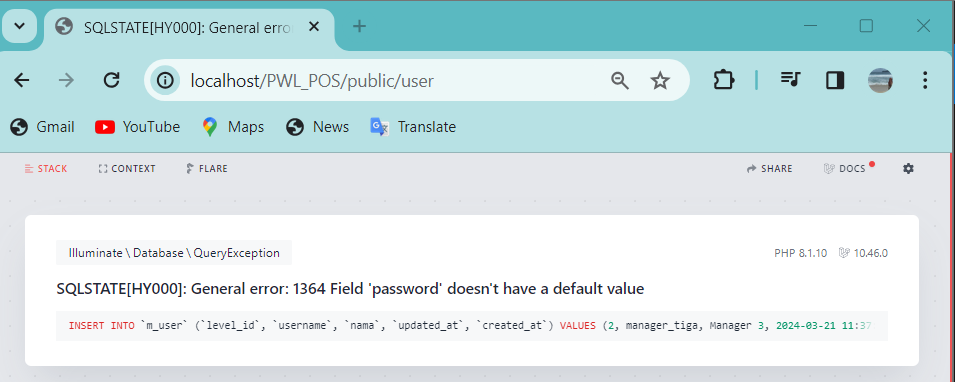 SQLSTATE[HY000]: General error
localhost/PWL_POS/public/user
Gmail YouTube Maps News Translate
STACK CONTEXT FLARE SHARE DOCS
Illuminate\Database\QueryException PHP 8.1.10 10.46.0
SQLSTATE[HY000]: General error: 1364 Field 'password' doesn't have a default value
INSERT INTO `m_user` (`level_id`, `username`, `nama`, `updated_at`, `created_at`) VALUES (2, manager_tiga, Manager 3, 2024-03-21 11:37